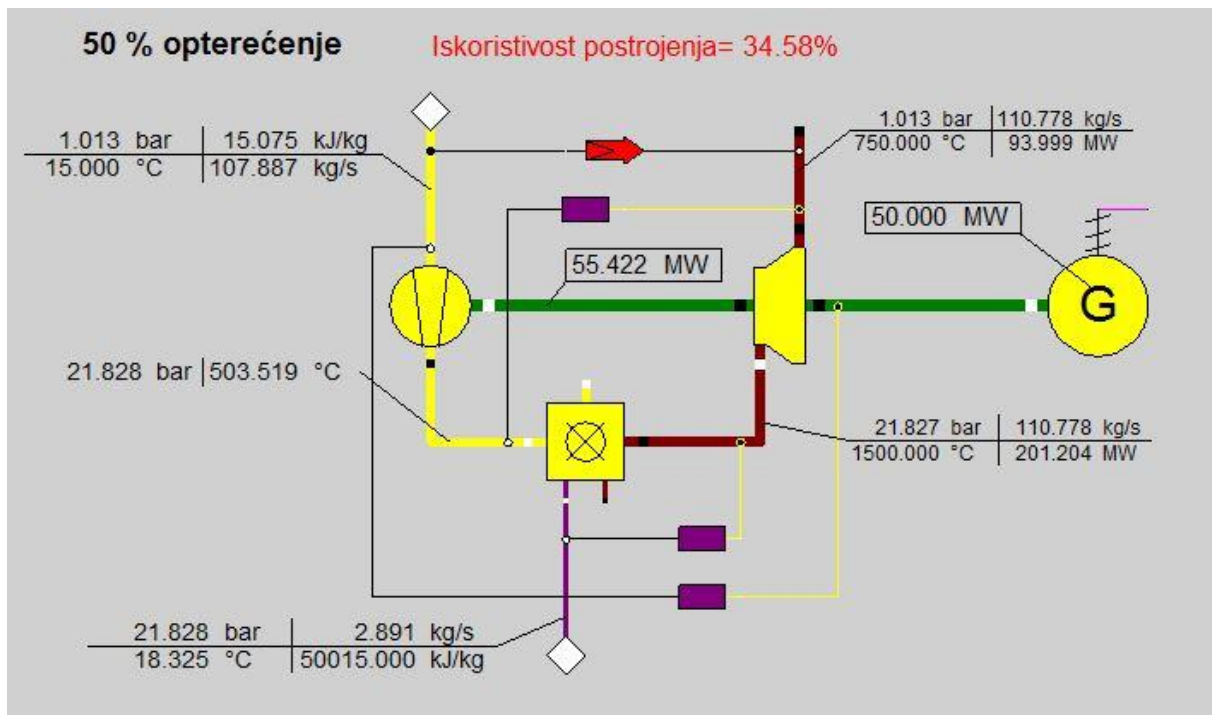 50 % opterećenje
Iskoristivost postrojenja= 34.58%
1.013 bar 15.075 kJ/kg
15.000 °C 107.887 kg/s
1.013 bar 110.778 kg/s
750.000 °C 93.999 MW
50.000 MW
55.422 MW
G
21.828 bar 503.519 °C
21.827 bar 110.778 kg/s
1500.000 °C 201.204 MW
21.828 bar 2.891 kg/s
18.325 °C 50015.000 kJ/kg